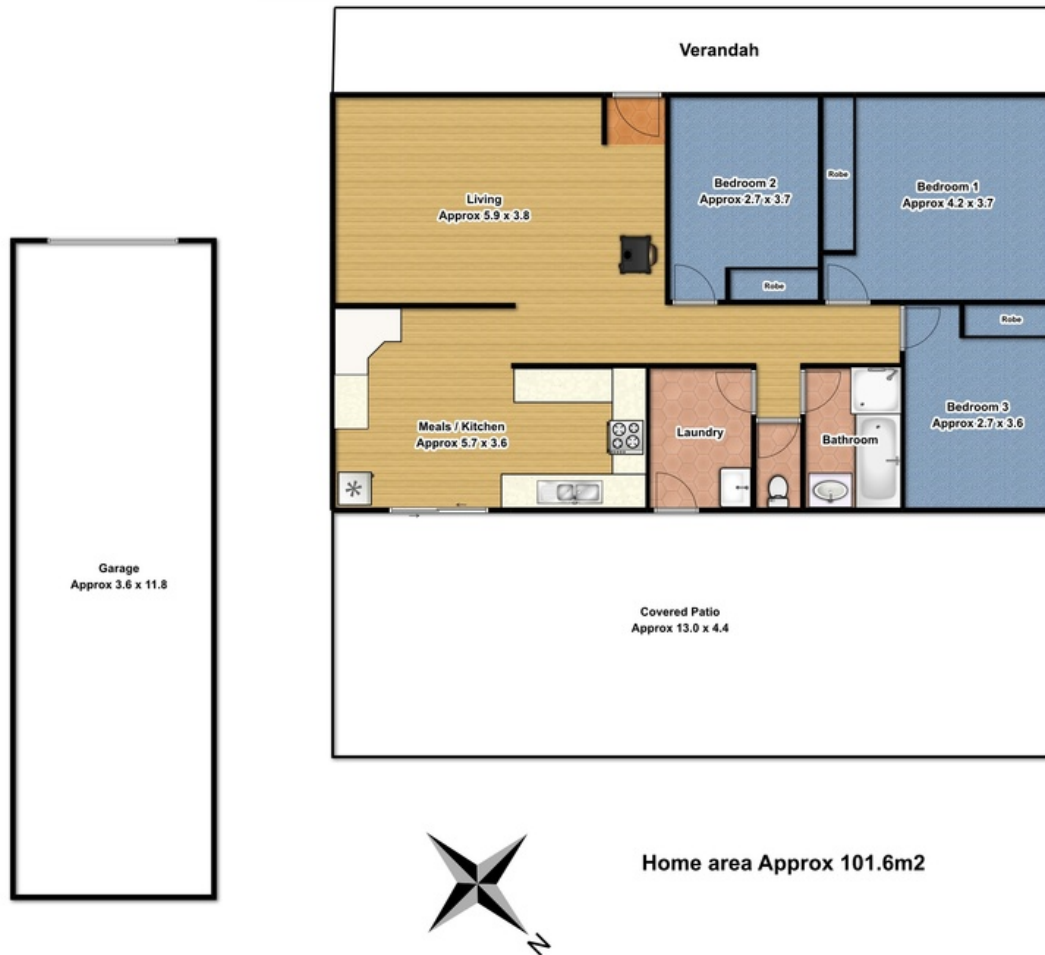 Verandah
Living
Approx 5.9 x 3.8
Bedroom 2
Approx 2.7 x 3.7
Robe
Robe
Bedroom 1
Approx 4.2 x 3.7
Robe
Meals / Kitchen
Approx 5.7 x 3.6
Laundry
Bathroom
Bedroom 3
Approx 2.7 x 3.6
Garage
Approx 3.6 x 11.8
Covered Patio
Approx 13.0 x 4.4
Home area Approx 101.6m2
N